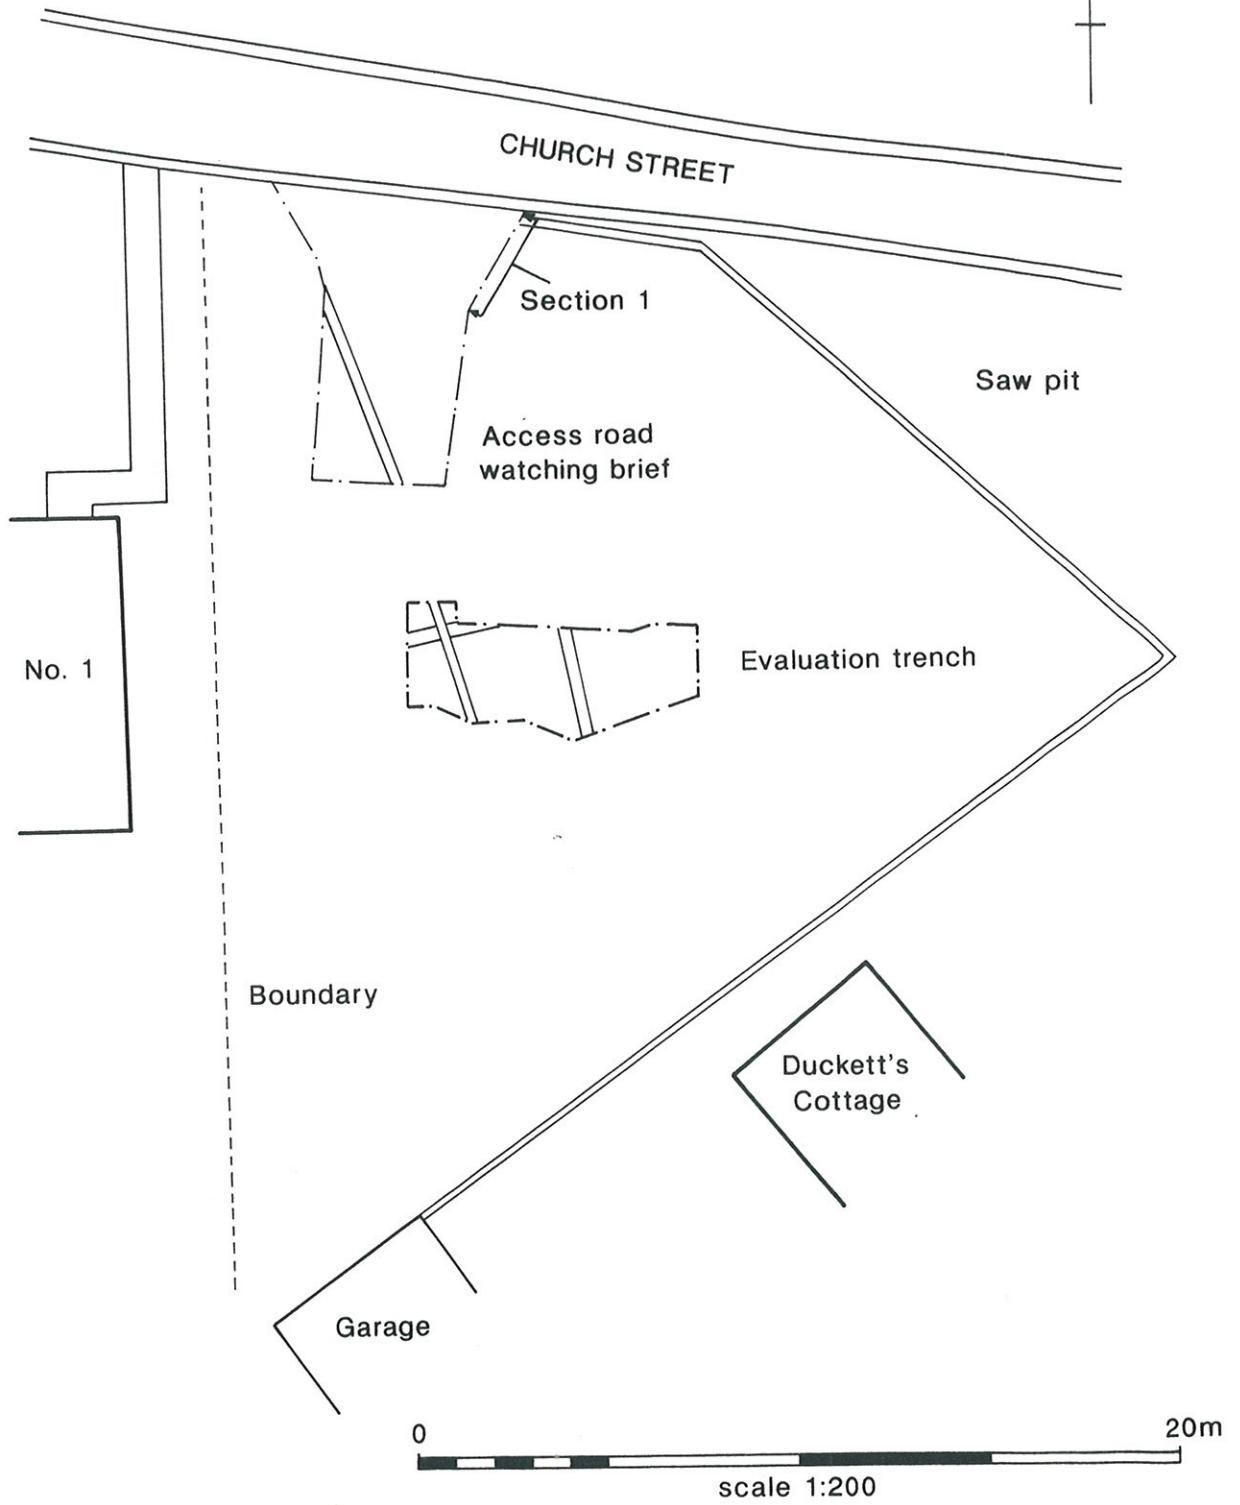 CHURCH STREET
Section 1
Saw pit
Access road
watching brief
No. 1
Evaluation trench
Boundary
Duckett's
Cottage
Garage
0
20m
scale 1:200